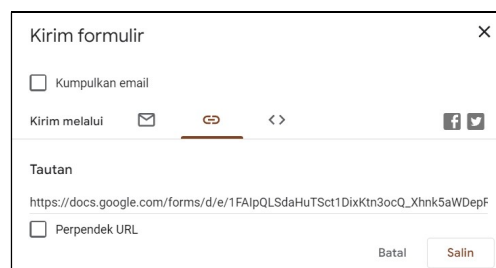 Kirim formulir
Kumpulkan email
Kirim melalui
Tautan
https://docs.google.com/forms/d/e/1FAIpQLSdaHuTSct1DixKtn3ocQ_Xhnk5aWDepF
Perpendek URL
Batal Salin